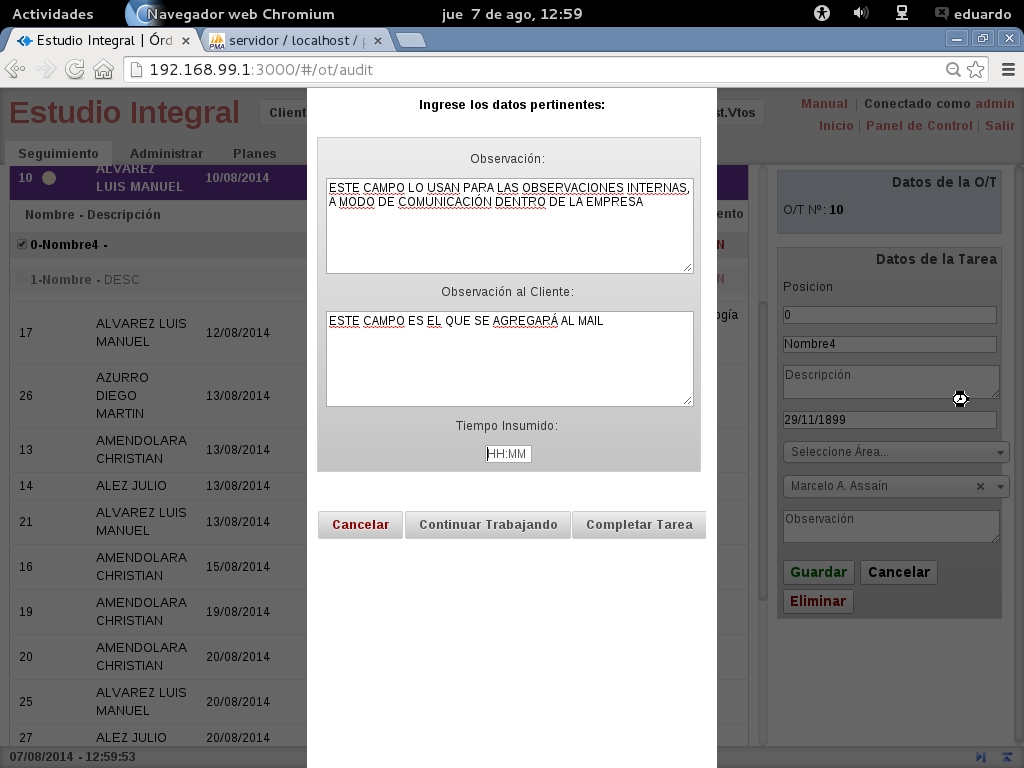 Actividades
Navegador web Chromium
jue 7 de ago, 12:59
eduardo
Estudio Integral | Órd
servidor / localhost / p
192.168.99.1:3000/#/ot/audit
Estudio Integral
Client
st.Vtos
Manual | Conectado como admin
Inicio | Panel de Control | Salir
Seguimiento
Administrar
Planes
10 ALVAREZ LUIS MANUEL 10/08/2014
Nombre - Descripción
ento
0-Nombre4 -
N
1-Nombre - DESC
N
17 ALVAREZ LUIS MANUEL 12/08/2014
ogía
26 AZURRO DIEGO MARTIN 13/08/2014
13 AMENDOLARA CHRISTIAN 13/08/2014
14 ALEZ JULIO 13/08/2014
21 ALVAREZ LUIS MANUEL 13/08/2014
16 AMENDOLARA CHRISTIAN 15/08/2014
19 AMENDOLARA CHRISTIAN 19/08/2014
20 AMENDOLARA CHRISTIAN 20/08/2014
25 ALVAREZ LUIS MANUEL 20/08/2014
27 ALEZ JULIO 20/08/2014
Ingrese los datos pertinentes:
Observación:
ESTE CAMPO LO USAN PARA LAS OBSERVACIONES INTERNAS,
A MODO DE COMUNICACIÓN DENTRO DE LA EMPRESA
Observación al Cliente:
ESTE CAMPO ES EL QUE SE AGREGARÁ AL MAIL
Tiempo Insumido:
HH:MM
Cancelar
Continuar Trabajando
Completar Tarea
Datos de la O/T
O/T Nº: 10
Datos de la Tarea
Posicion
0
Nombre4
Descripción
29/11/1899
Seleccione Área...
Marcelo A. Assain
Observación
Guardar
Cancelar
Eliminar
07/08/2014 - 12:59:53